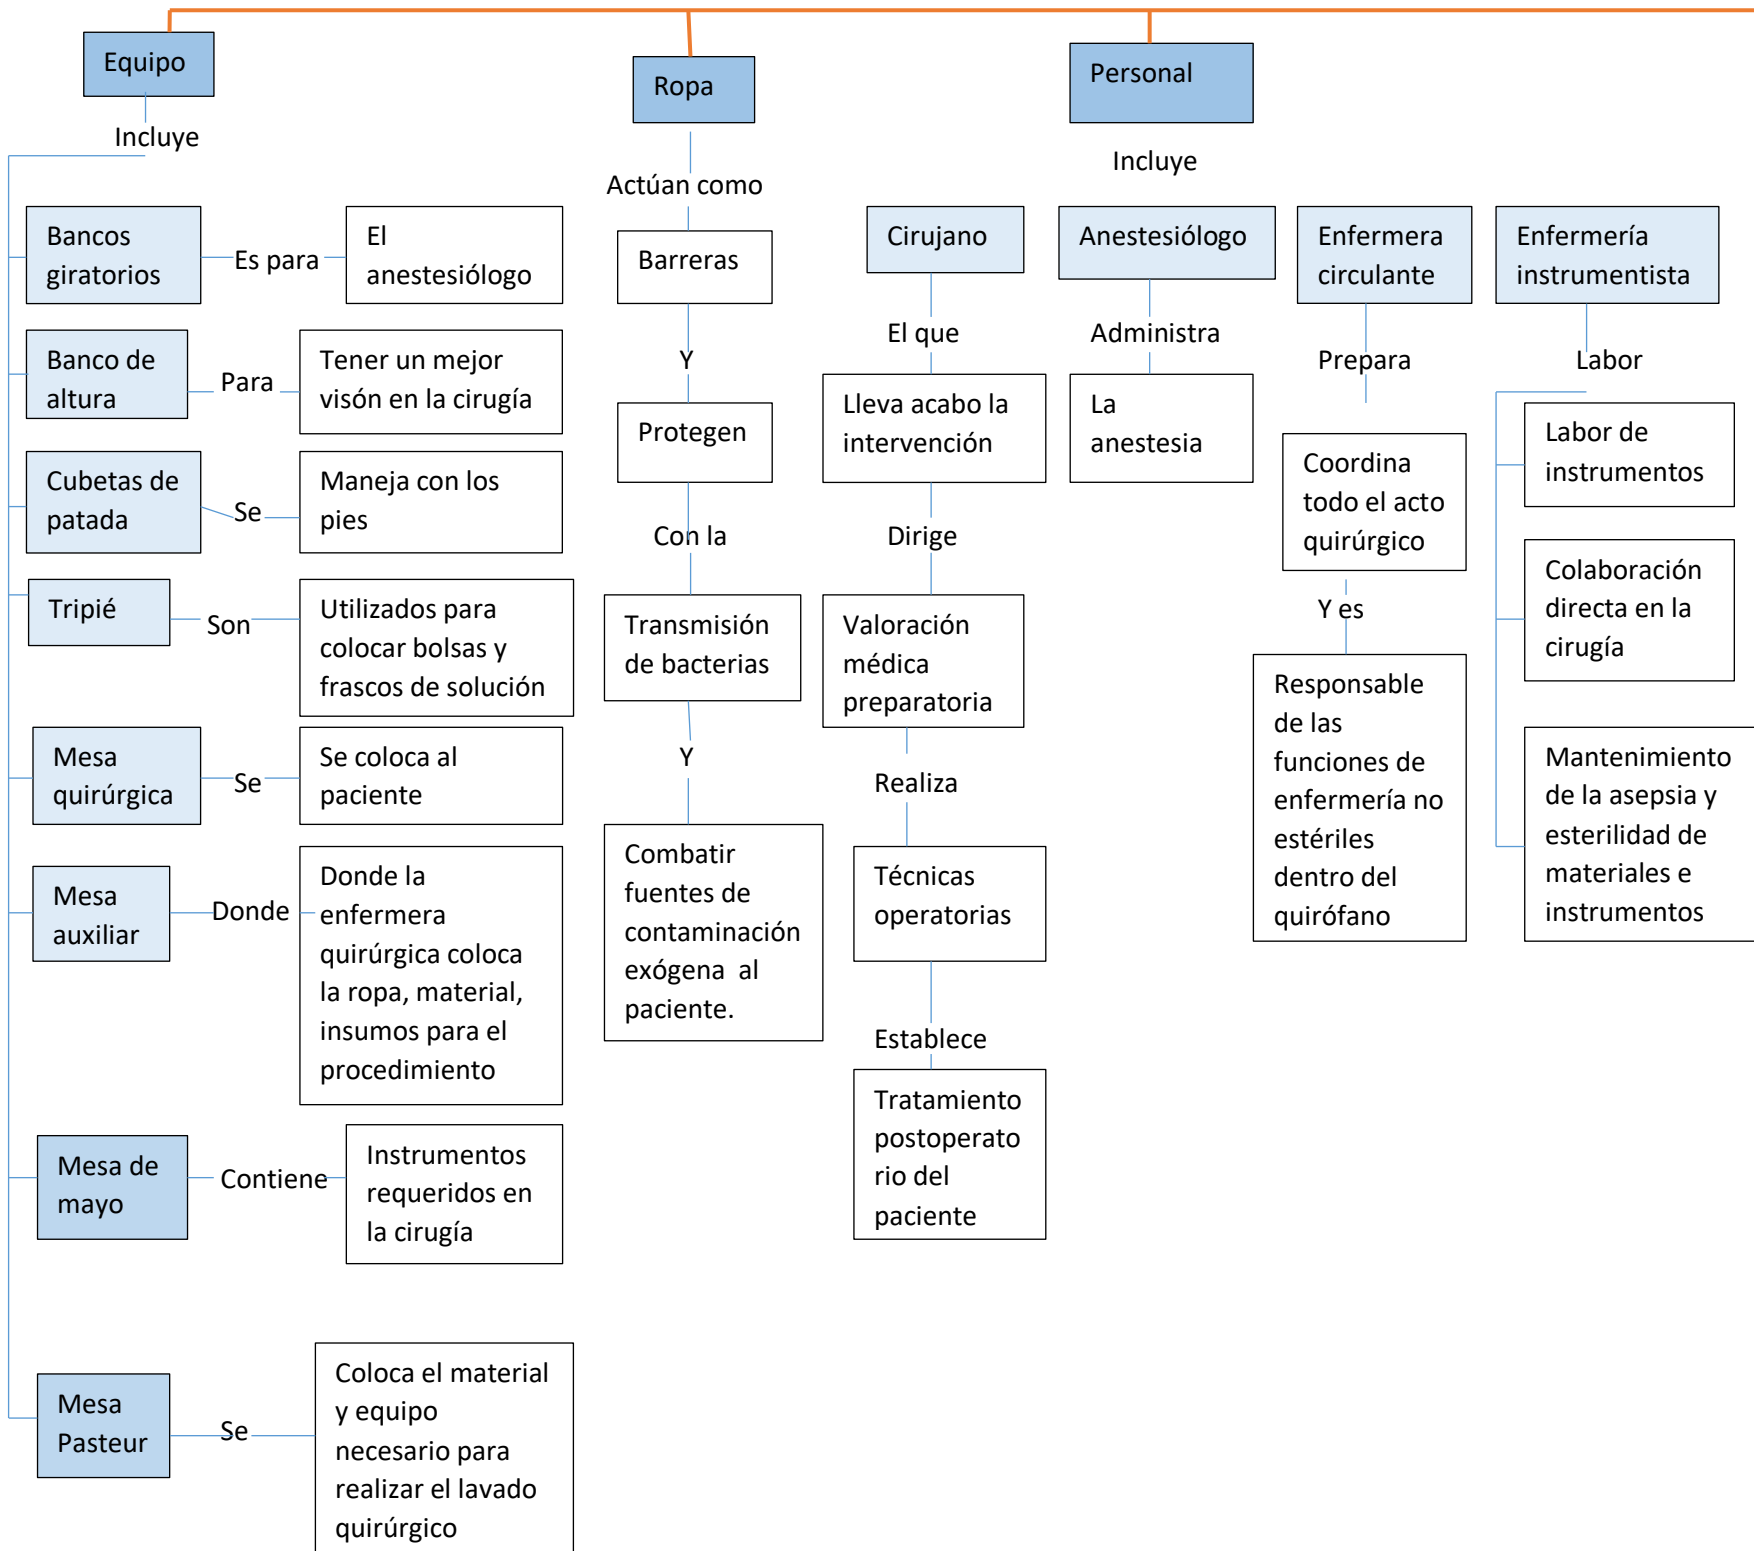 Equipo
Ropa
Personal
Incluye
Actúan como
Incluye
Bancos
giratorios
Es para
El
anestesiólogo
Banco de
altura
Para
Tener un mejor
visón en la cirugía
Cubetas de
patada
Se
Maneja con los
pies
Tripié
Son
Utilizados para
colocar bolsas y
frascos de solución
Mesa
quirúrgica
Se
Se coloca al
paciente
Mesa
auxiliar
Donde
Donde la
enfermera
quirúrgica coloca
la ropa, material,
insumos para el
procedimiento
Mesa de
mayo
Contiene
Instrumentos
requeridos en
la cirugía
Mesa
Pasteur
Se
Coloca el material
y equipo
necesario para
realizar el lavado
quirúrgico
Barreras
Y
Protegen
Con la
Transmisión
de bacterias
Y
Combatir
fuentes de
contaminación
exógena al
paciente.
Cirujano
El que
Lleva acabo la
intervención
Dirige
Valoración
médica
preparatoria
Realiza
Técnicas
operatorias
Establece
Tratamiento
postoperato
rio del
paciente
Anestesiólogo
Administra
La
anestesia
Enfermera
circulante
Prepara
Coordina
todo el acto
quirúrgico
Y es
Responsable
de las
funciones de
enfermería no
estériles
dentro del
quirófano
Enfermería
instrumentista
Labor
Labor de
instrumentos
Colaboración
directa en la
cirugía
Mantenimiento
de la asepsia y
esterilidad de
materiales e
instrumentos